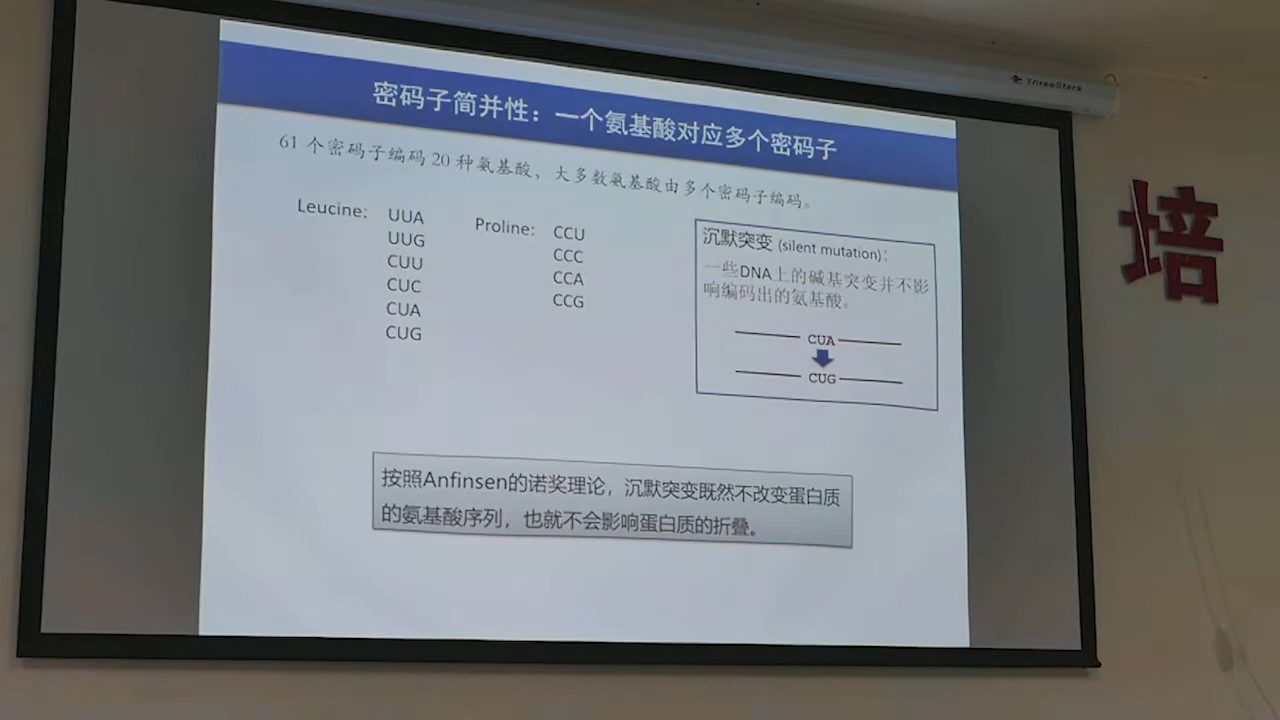 ThreeStars
密码子简并性：一个氨基酸对应多个密码子
61 个密码子编码 20 种氨基酸，大多数氨基酸由多个密码子编码。
Leucine: UUA
UUG
CUU
CUC
CUA
CUG
Proline: CCU
CCC
CCA
CCG
沉默突变 (silent mutation):
一些DNA上的碱基突变并不影
响编码出的氨基酸。
CUA
CUG
按照Anfinsen的诺奖理论，沉默突变既然不改变蛋白质
的氨基酸序列，也就不会影响蛋白质的折叠。
培